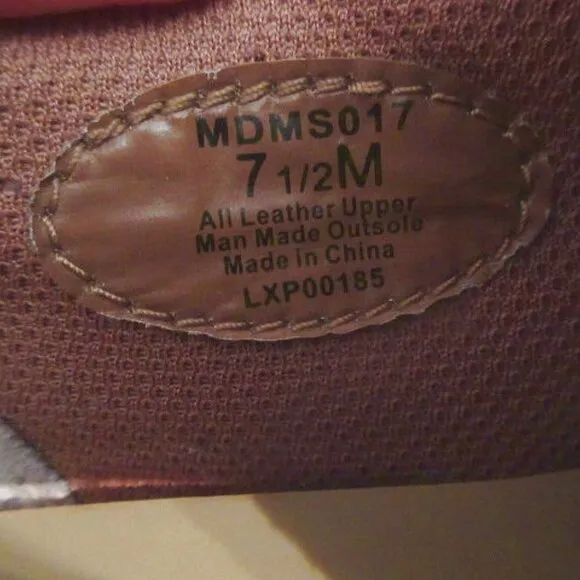 MDMS017
7 1/2M
All Leather Upper
Man Made Outsole
Made in China
LXP00185